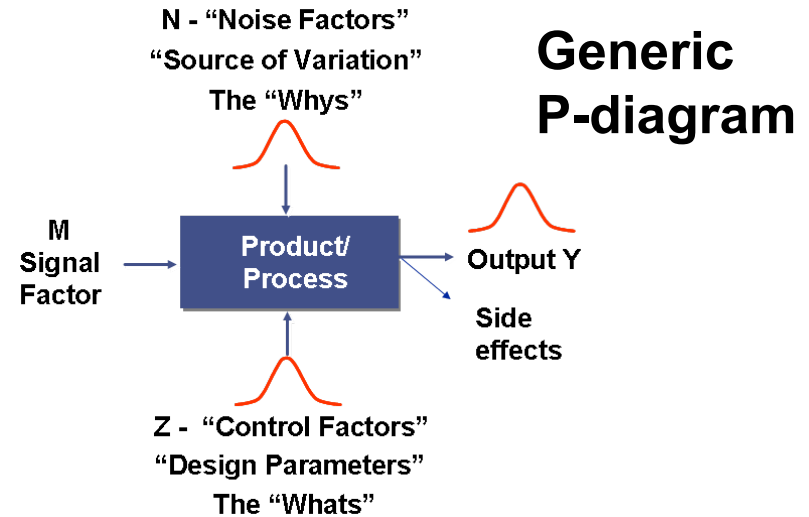 N - “Noise Factors”
“Source of Variation”
The “Whys”
Generic
P-diagram
M
Signal
Factor
Product/
Process
Output Y
Side
effects
Z - “Control Factors”
“Design Parameters”
The “Whats”